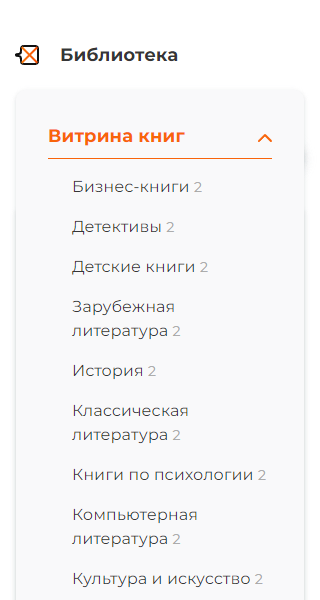 Библиотека
Витрина книг
Бизнес-книги 2
Детективы 2
Детские книги 2
Зарубежная
литература 2
История 2
Классическая
литература 2
Книги по психологии 2
Компьютерная
литература 2
Культура и искусство 2